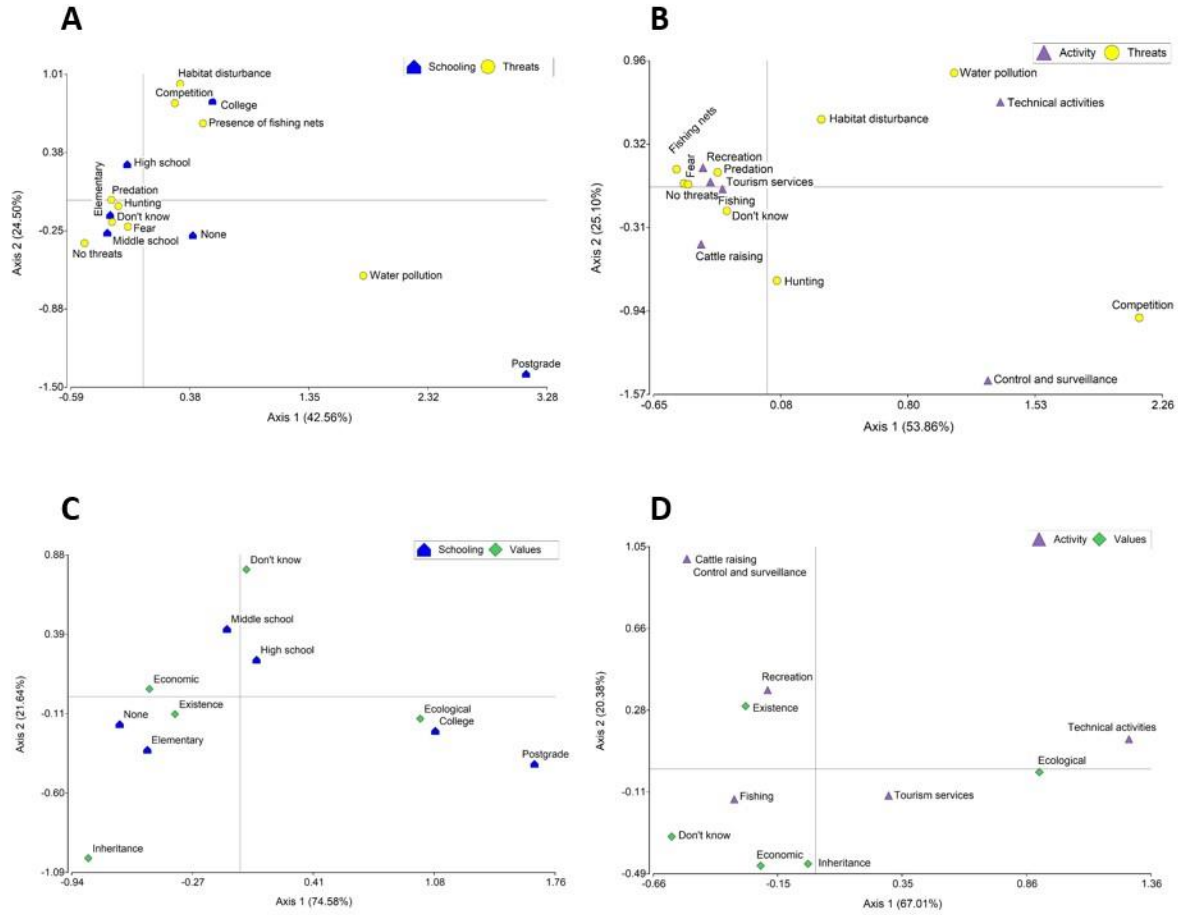 A
Schooling Threats
1.01
0.38
-0.25
-0.88
-1.50
Axis 2 (24.50%)
Habitat disturbance
Competition
College
Presence of fishing nets
High school
Elementary
Predation
Hunting
Don't know
Fear
Middle school
None
No threats
Water pollution
Postgrade
-0.59 0.38 1.35 2.32 3.28
Axis 1 (42.56%)
B
Activity Threats
0.96
0.32
-0.31
-0.94
-1.57
Axis 2 (25.10%)
Water pollution
Technical activities
Habitat disturbance
Fishing nets
Fear
Recreation
Predation
Tourism services
No threats
Fishing
Don't know
Cattle raising
Hunting
Competition
Control and surveillance
-0.65 0.08 0.80 1.53 2.26
Axis 1 (53.86%)
C
Schooling Values
0.88
0.39
-0.11
-0.60
-1.09
Axis 2 (21.64%)
Don't know
Middle school
High school
Economic
Existence
None
Elementary
Ecological
College
Postgrade
Inheritance
-0.94 -0.27 0.41 1.08 1.76
Axis 1 (74.58%)
D
Activity Values
1.05
0.66
0.28
-0.11
-0.49
Axis 2 (20.38%)
Cattle raising
Control and surveillance
Recreation
Existence
Technical activities
Ecological
Fishing
Tourism services
Don't know
Economic
Inheritance
-0.66 -0.15 0.35 0.86 1.36
Axis 1 (67.01%)